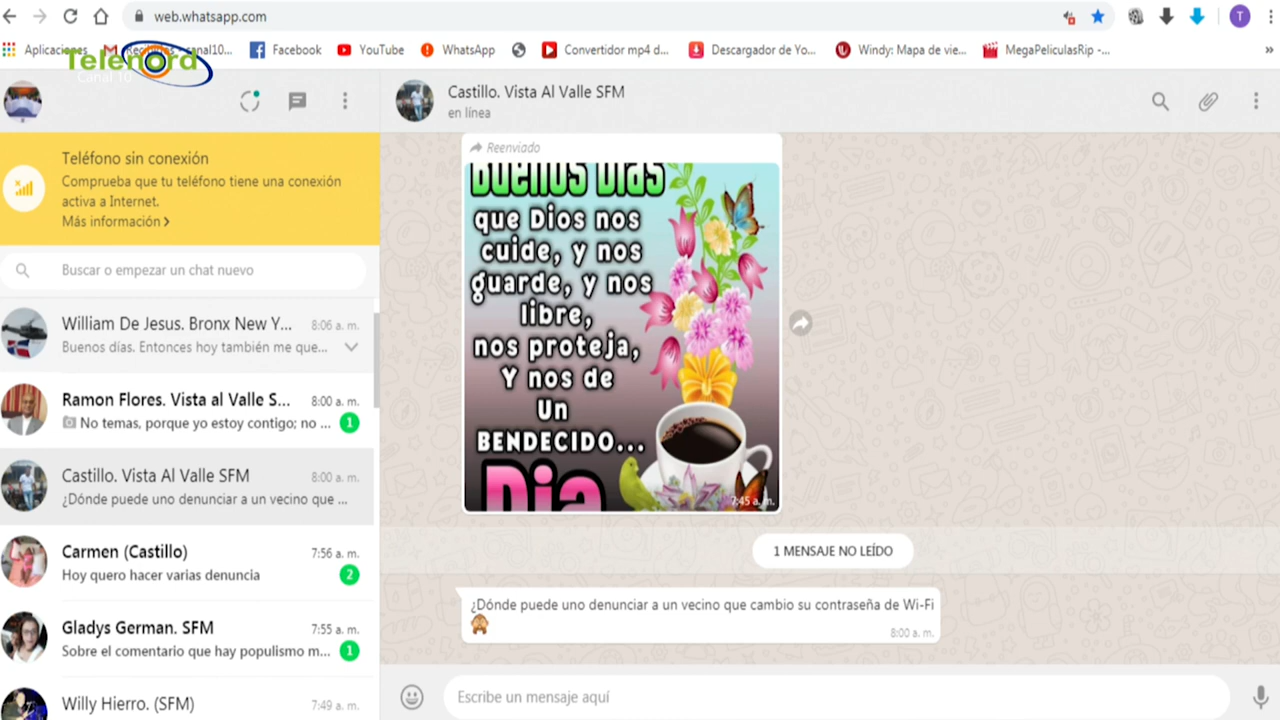 web.whatsapp.com
T
Aplicaciones
Facebook
YouTube
WhatsApp
Convertidor mp4 d...
Descargador de Yo...
Windy: Mapa de vie...
MegaPeliculasRip -...
»
Telenord
Canal 10
Castillo. Vista Al Valle SFM
en línea
Teléfono sin conexión
Comprueba que tu teléfono tiene una conexión
activa a Internet.
Más información >
Buscar o empezar un chat nuevo
William De Jesus. Bronx New Y... 8:06 a. m.
Buenos días. Entonces hoy también me que...
Ramon Flores. Vista al Valle S... 8:00 a. m.
No temas, porque yo estoy contigo; no ... 1
Castillo. Vista Al Valle SFM 8:00 a. m.
¿Dónde puede uno denunciar a un vecino que ...
Carmen (Castillo) 7:56 a. m.
Hoy quero hacer varias denuncia 2
Gladys German. SFM 7:55 a. m.
Sobre el comentario que hay populismo m... 1
Willy Hierro. (SFM) 7:49 a. m.
Reenviado
Buenos Dias
que Dios nos
cuide, y nos
guarde, y nos
libre,
nos proteja,
Y nos de
Un
BENDECIDO...
Dia
7:45 a. m.
1 MENSAJE NO LEÍDO
¿Dónde puede uno denunciar a un vecino que cambio su contraseña de Wi-Fi
🙈
8:00 a. m.
Escribe un mensaje aquí